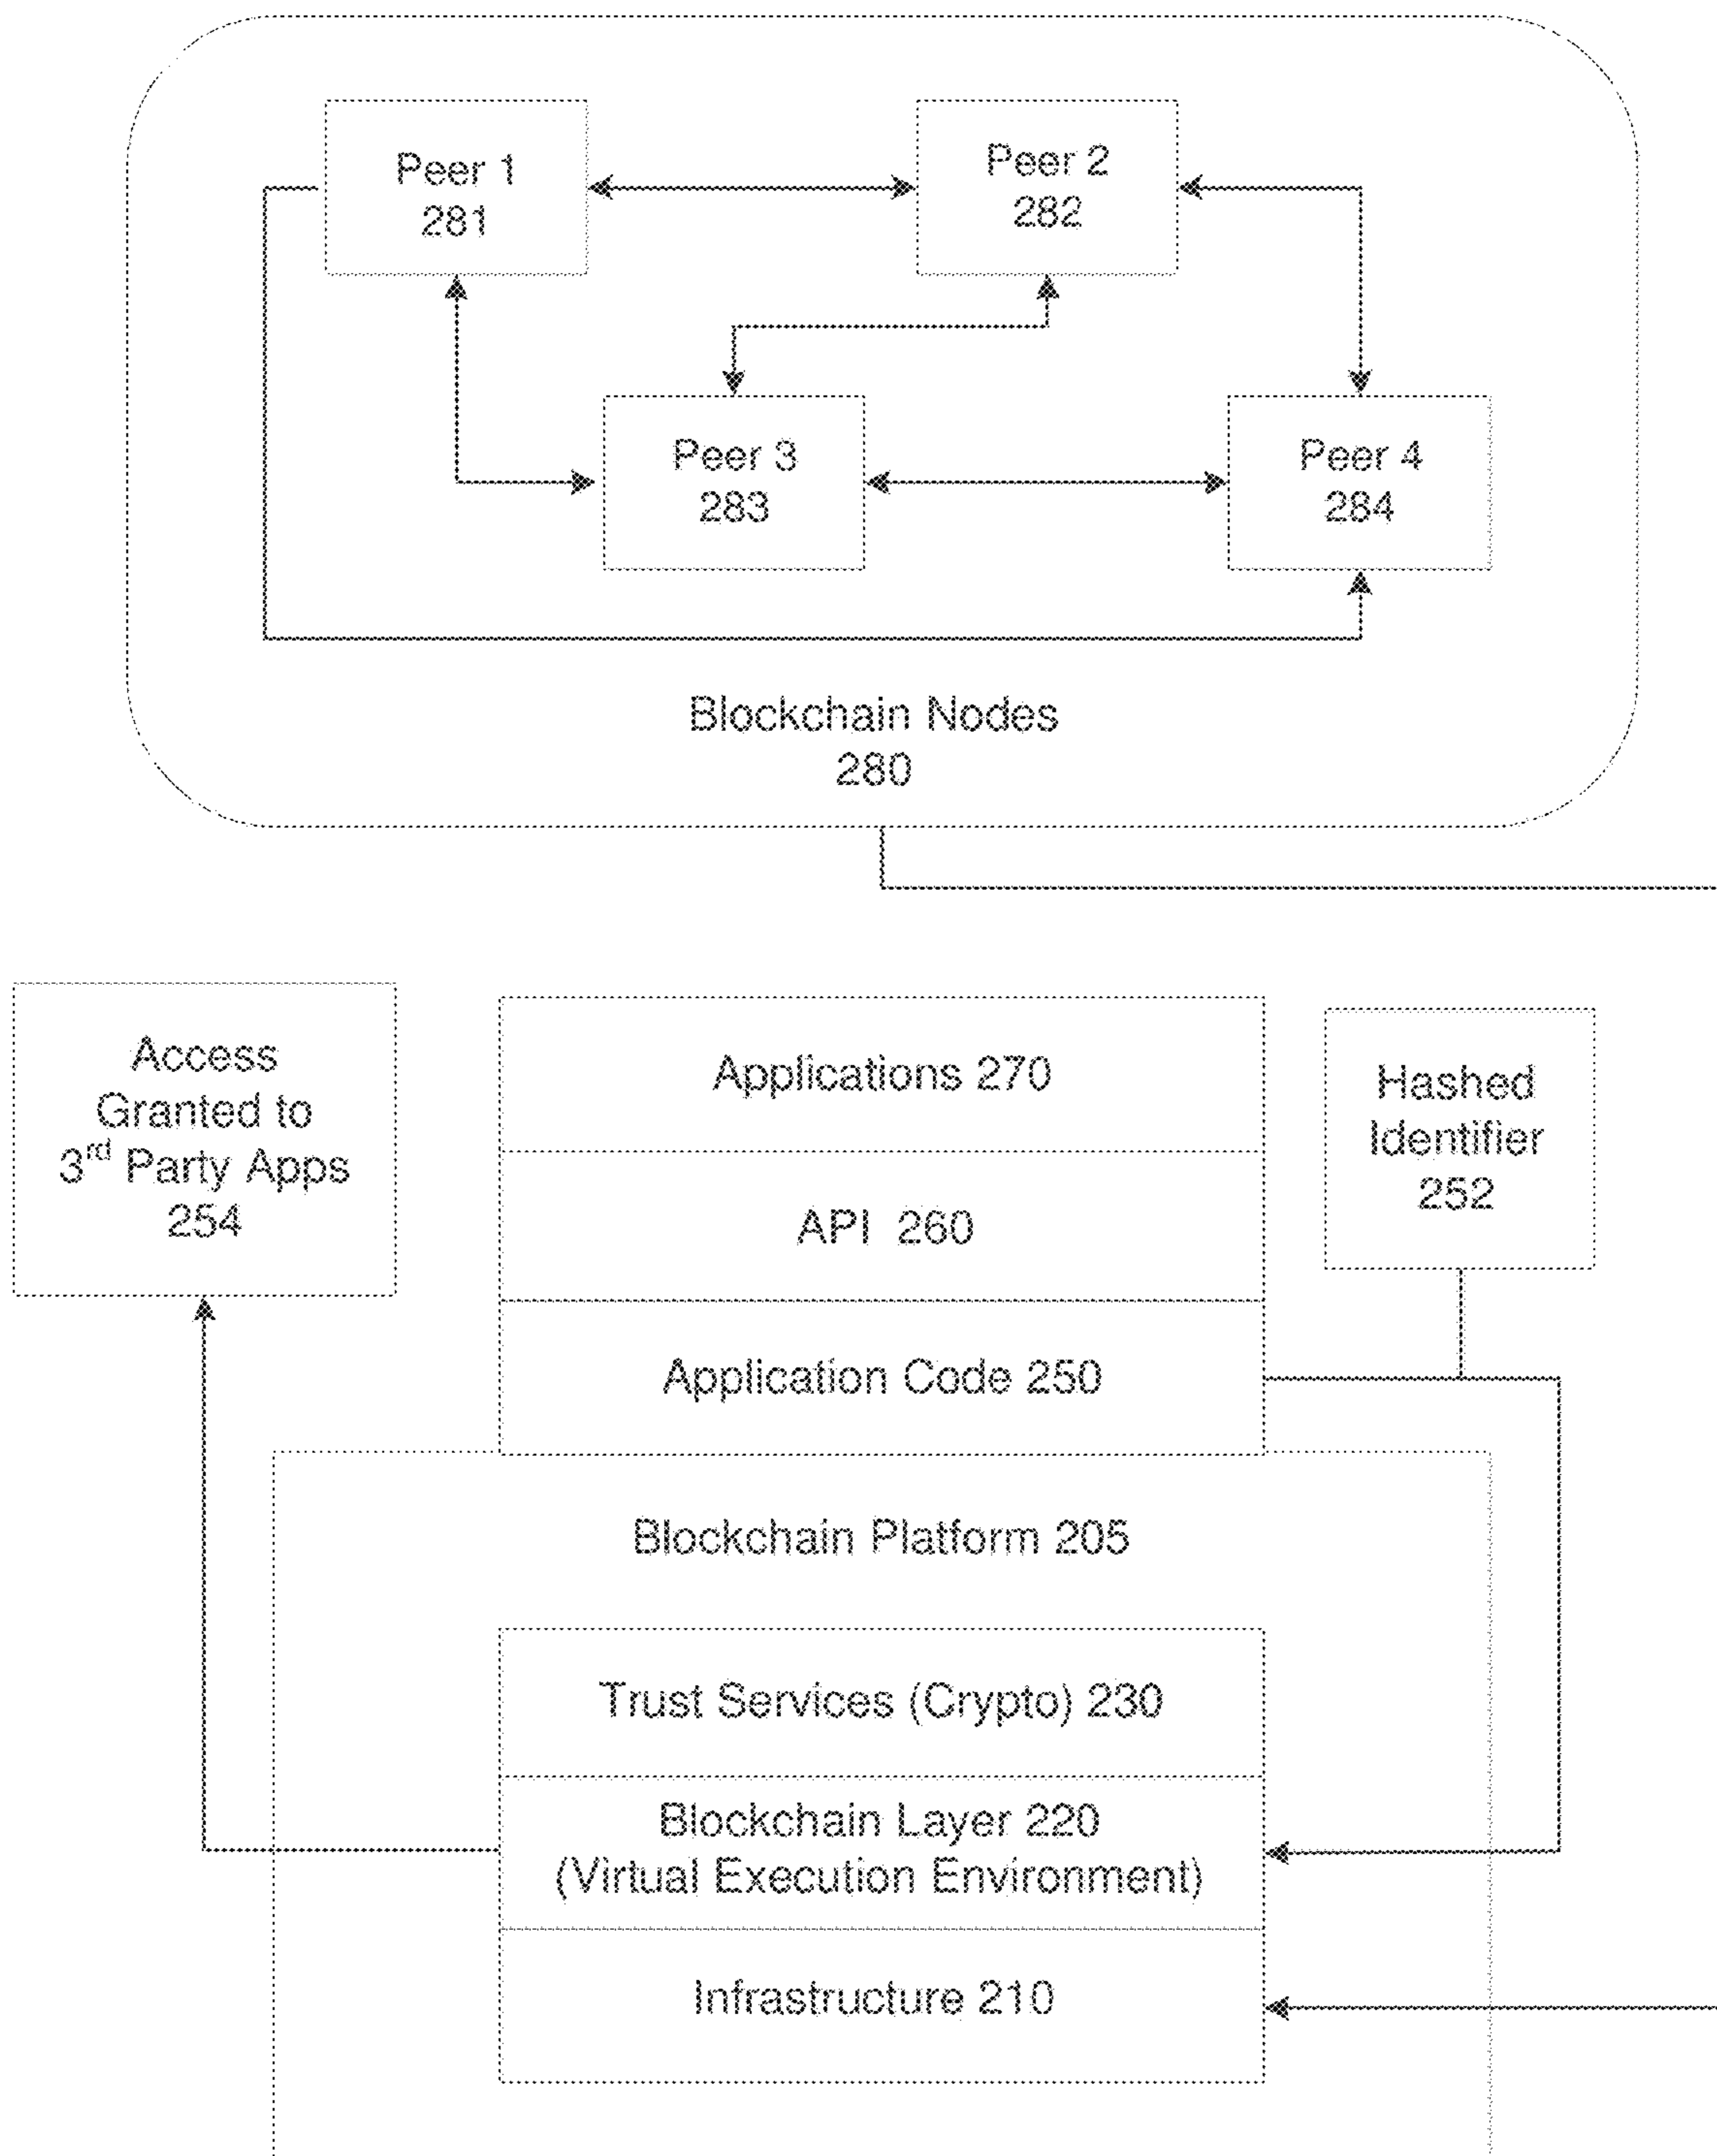 Peer 1
281
Peer 2
282
Peer 3
283
Peer 4
284
Blockchain Nodes
280
Access
Granted to
3rd Party Apps
254
Applications 270
API 260
Application Code 250
Hashed
Identifier
252
Blockchain Platform 205
Trust Services (Crypto) 230
Blockchain Layer 220
(Virtual Execution Environment)
Infrastructure 210